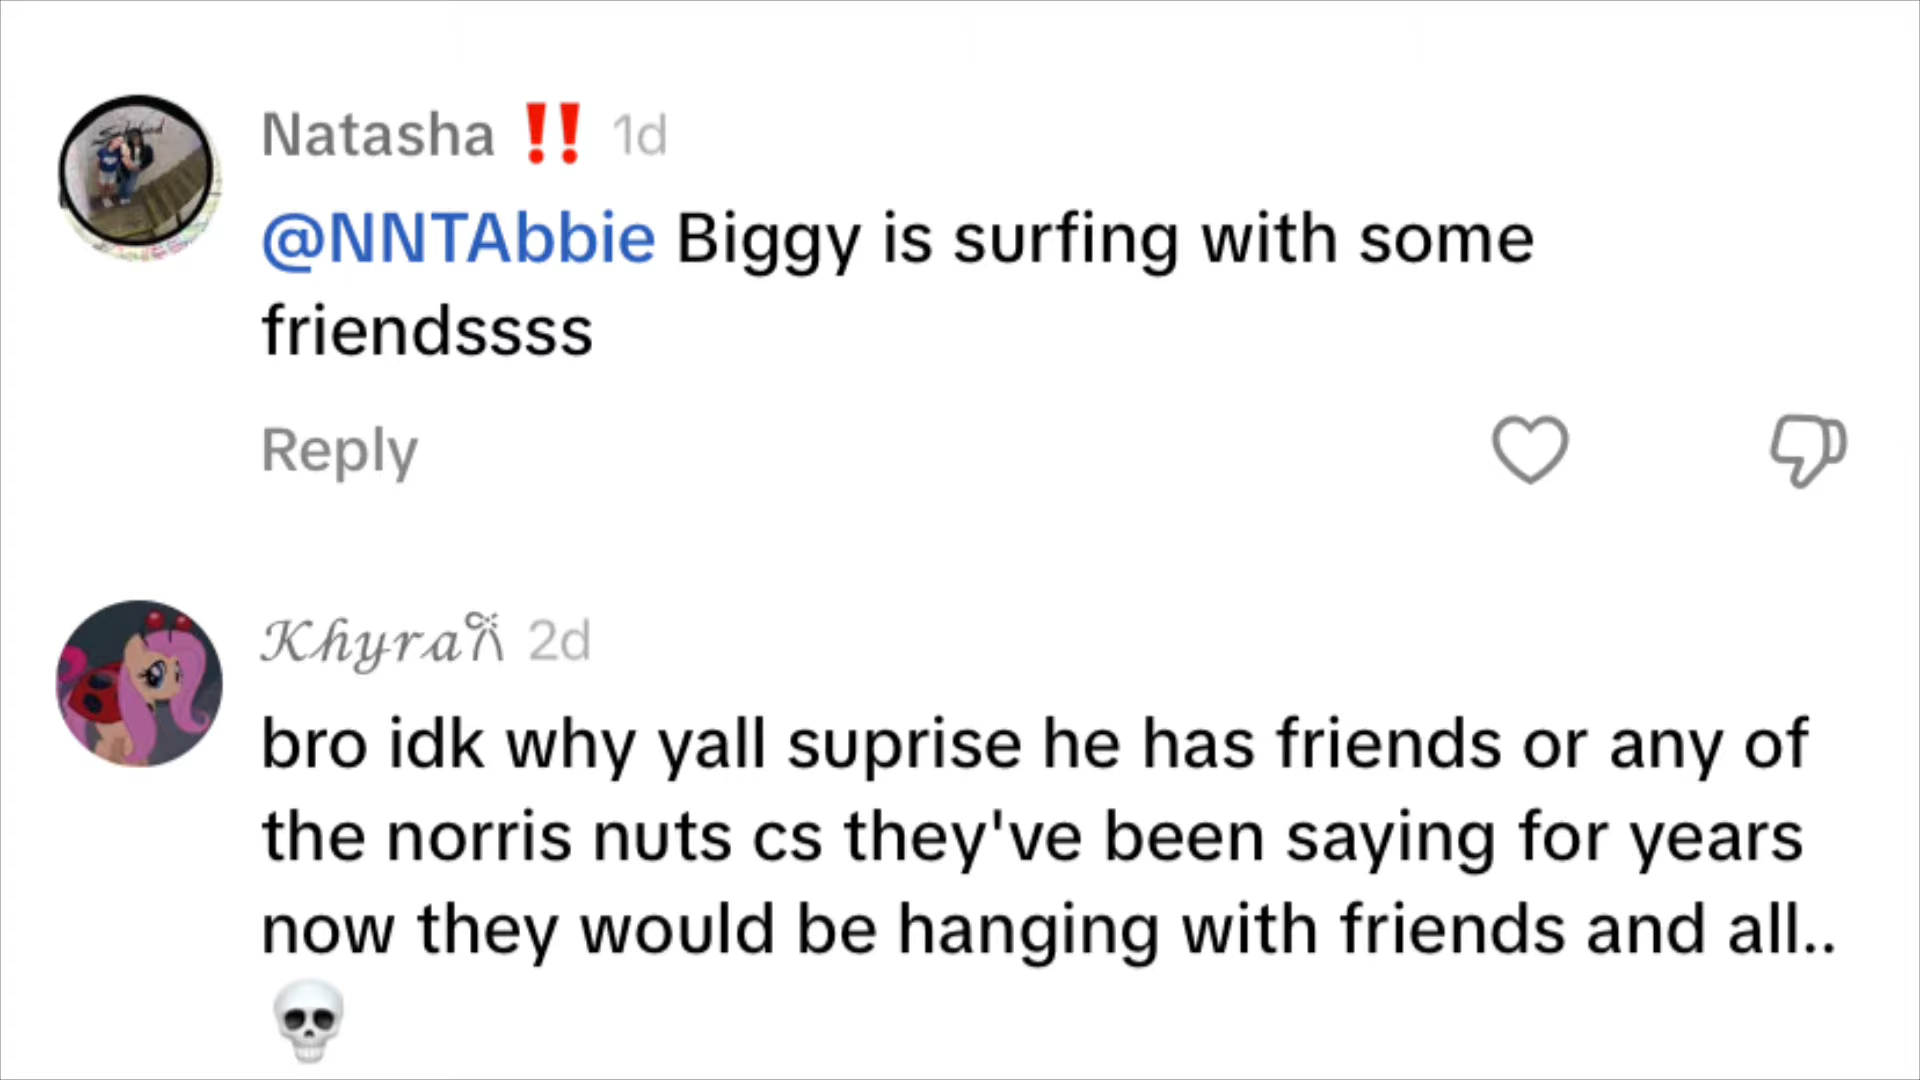 Natasha ‼️ 1d
@NNTAbbie Biggy is surfing with some
friendssss
Reply
𝒦𝒽𝓎𝓇𝒶 2d
bro idk why yall suprise he has friends or any of
the norris nuts cs they've been saying for years
now they would be hanging with friends and all..
💀